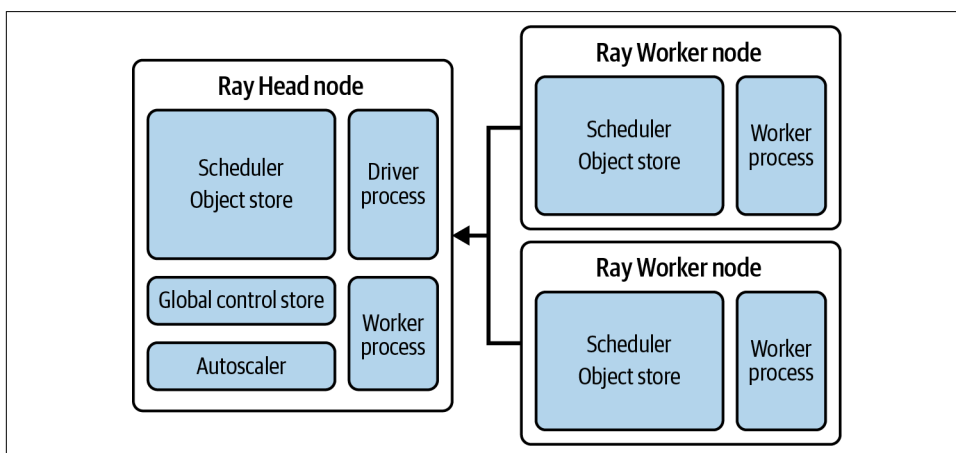 Ray Head node
Scheduler
Object store
Driver
process
Global control store
Worker
process
Autoscaler
Ray Worker node
Scheduler
Object store
Worker
process
Ray Worker node
Scheduler
Object store
Worker
process